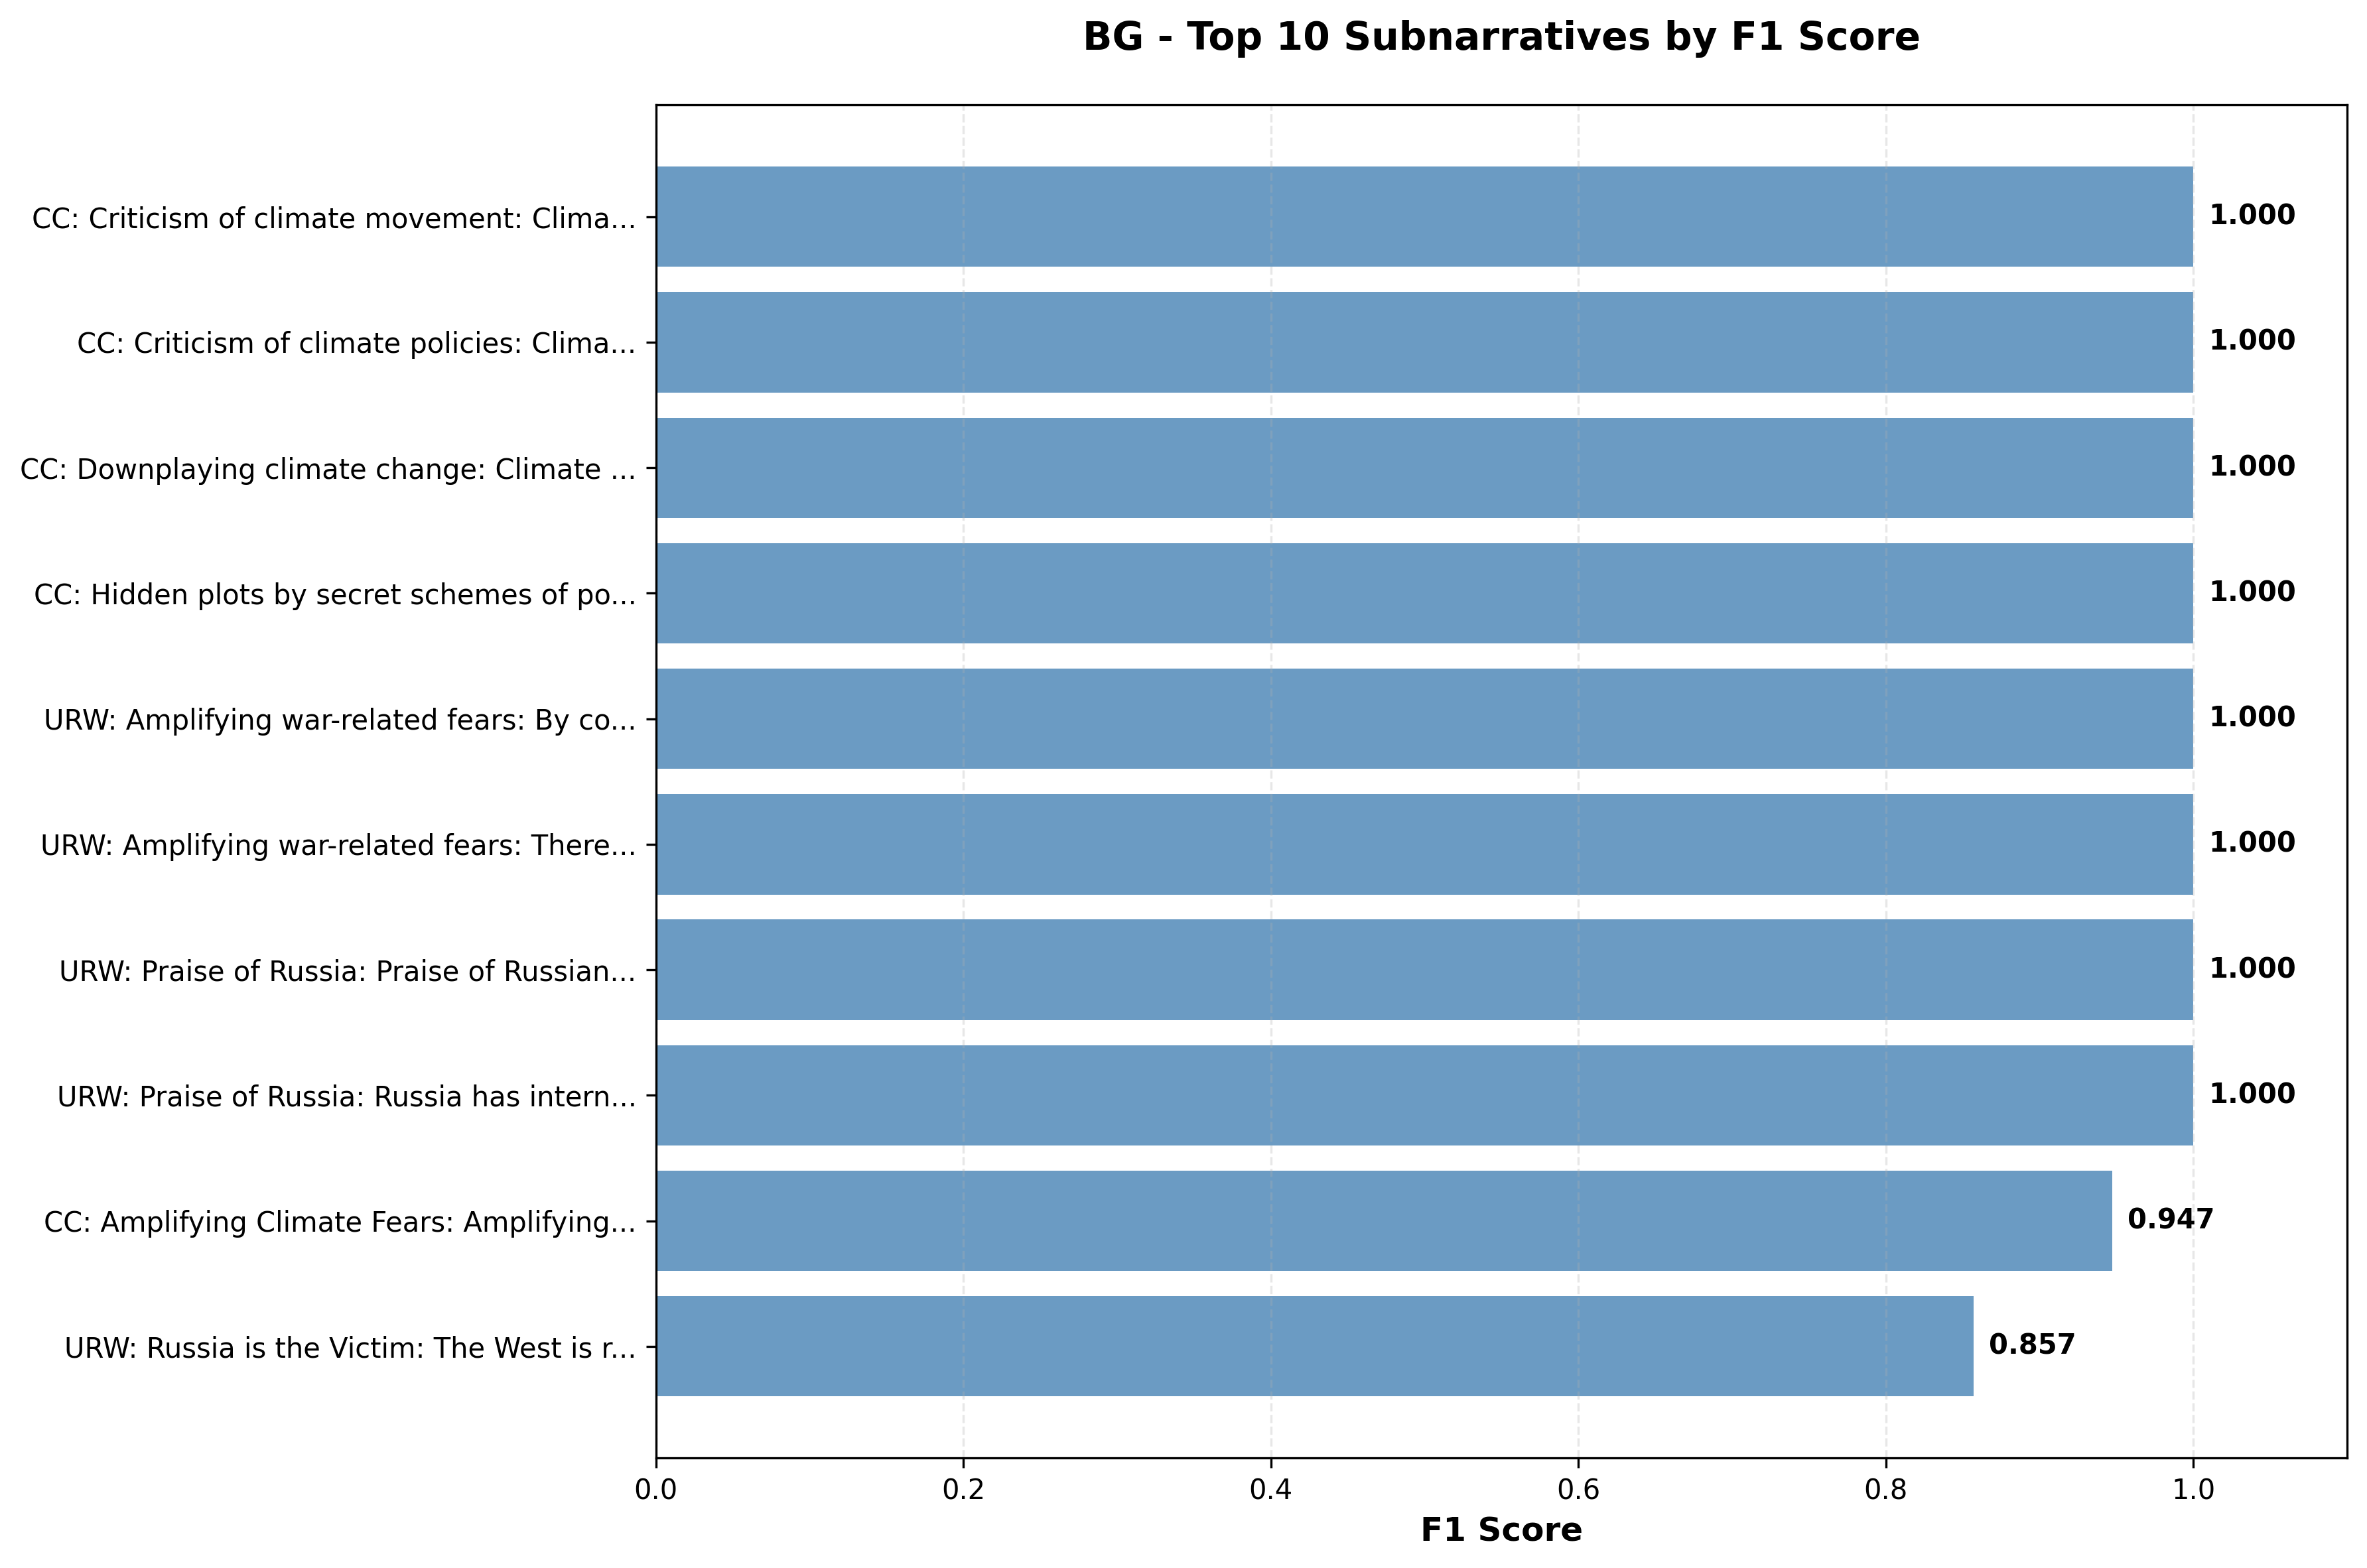 BG - Top 10 Subnarratives by F1 Score
CC: Criticism of climate movement: Clima...
1.000
CC: Criticism of climate policies: Clima...
1.000
CC: Downplaying climate change: Climate ...
1.000
CC: Hidden plots by secret schemes of po...
1.000
URW: Amplifying war-related fears: By co...
1.000
URW: Amplifying war-related fears: There...
1.000
URW: Praise of Russia: Praise of Russian...
1.000
URW: Praise of Russia: Russia has intern...
1.000
CC: Amplifying Climate Fears: Amplifying...
0.947
URW: Russia is the Victim: The West is r...
0.857
0.0 0.2 0.4 0.6 0.8 1.0
F1 Score